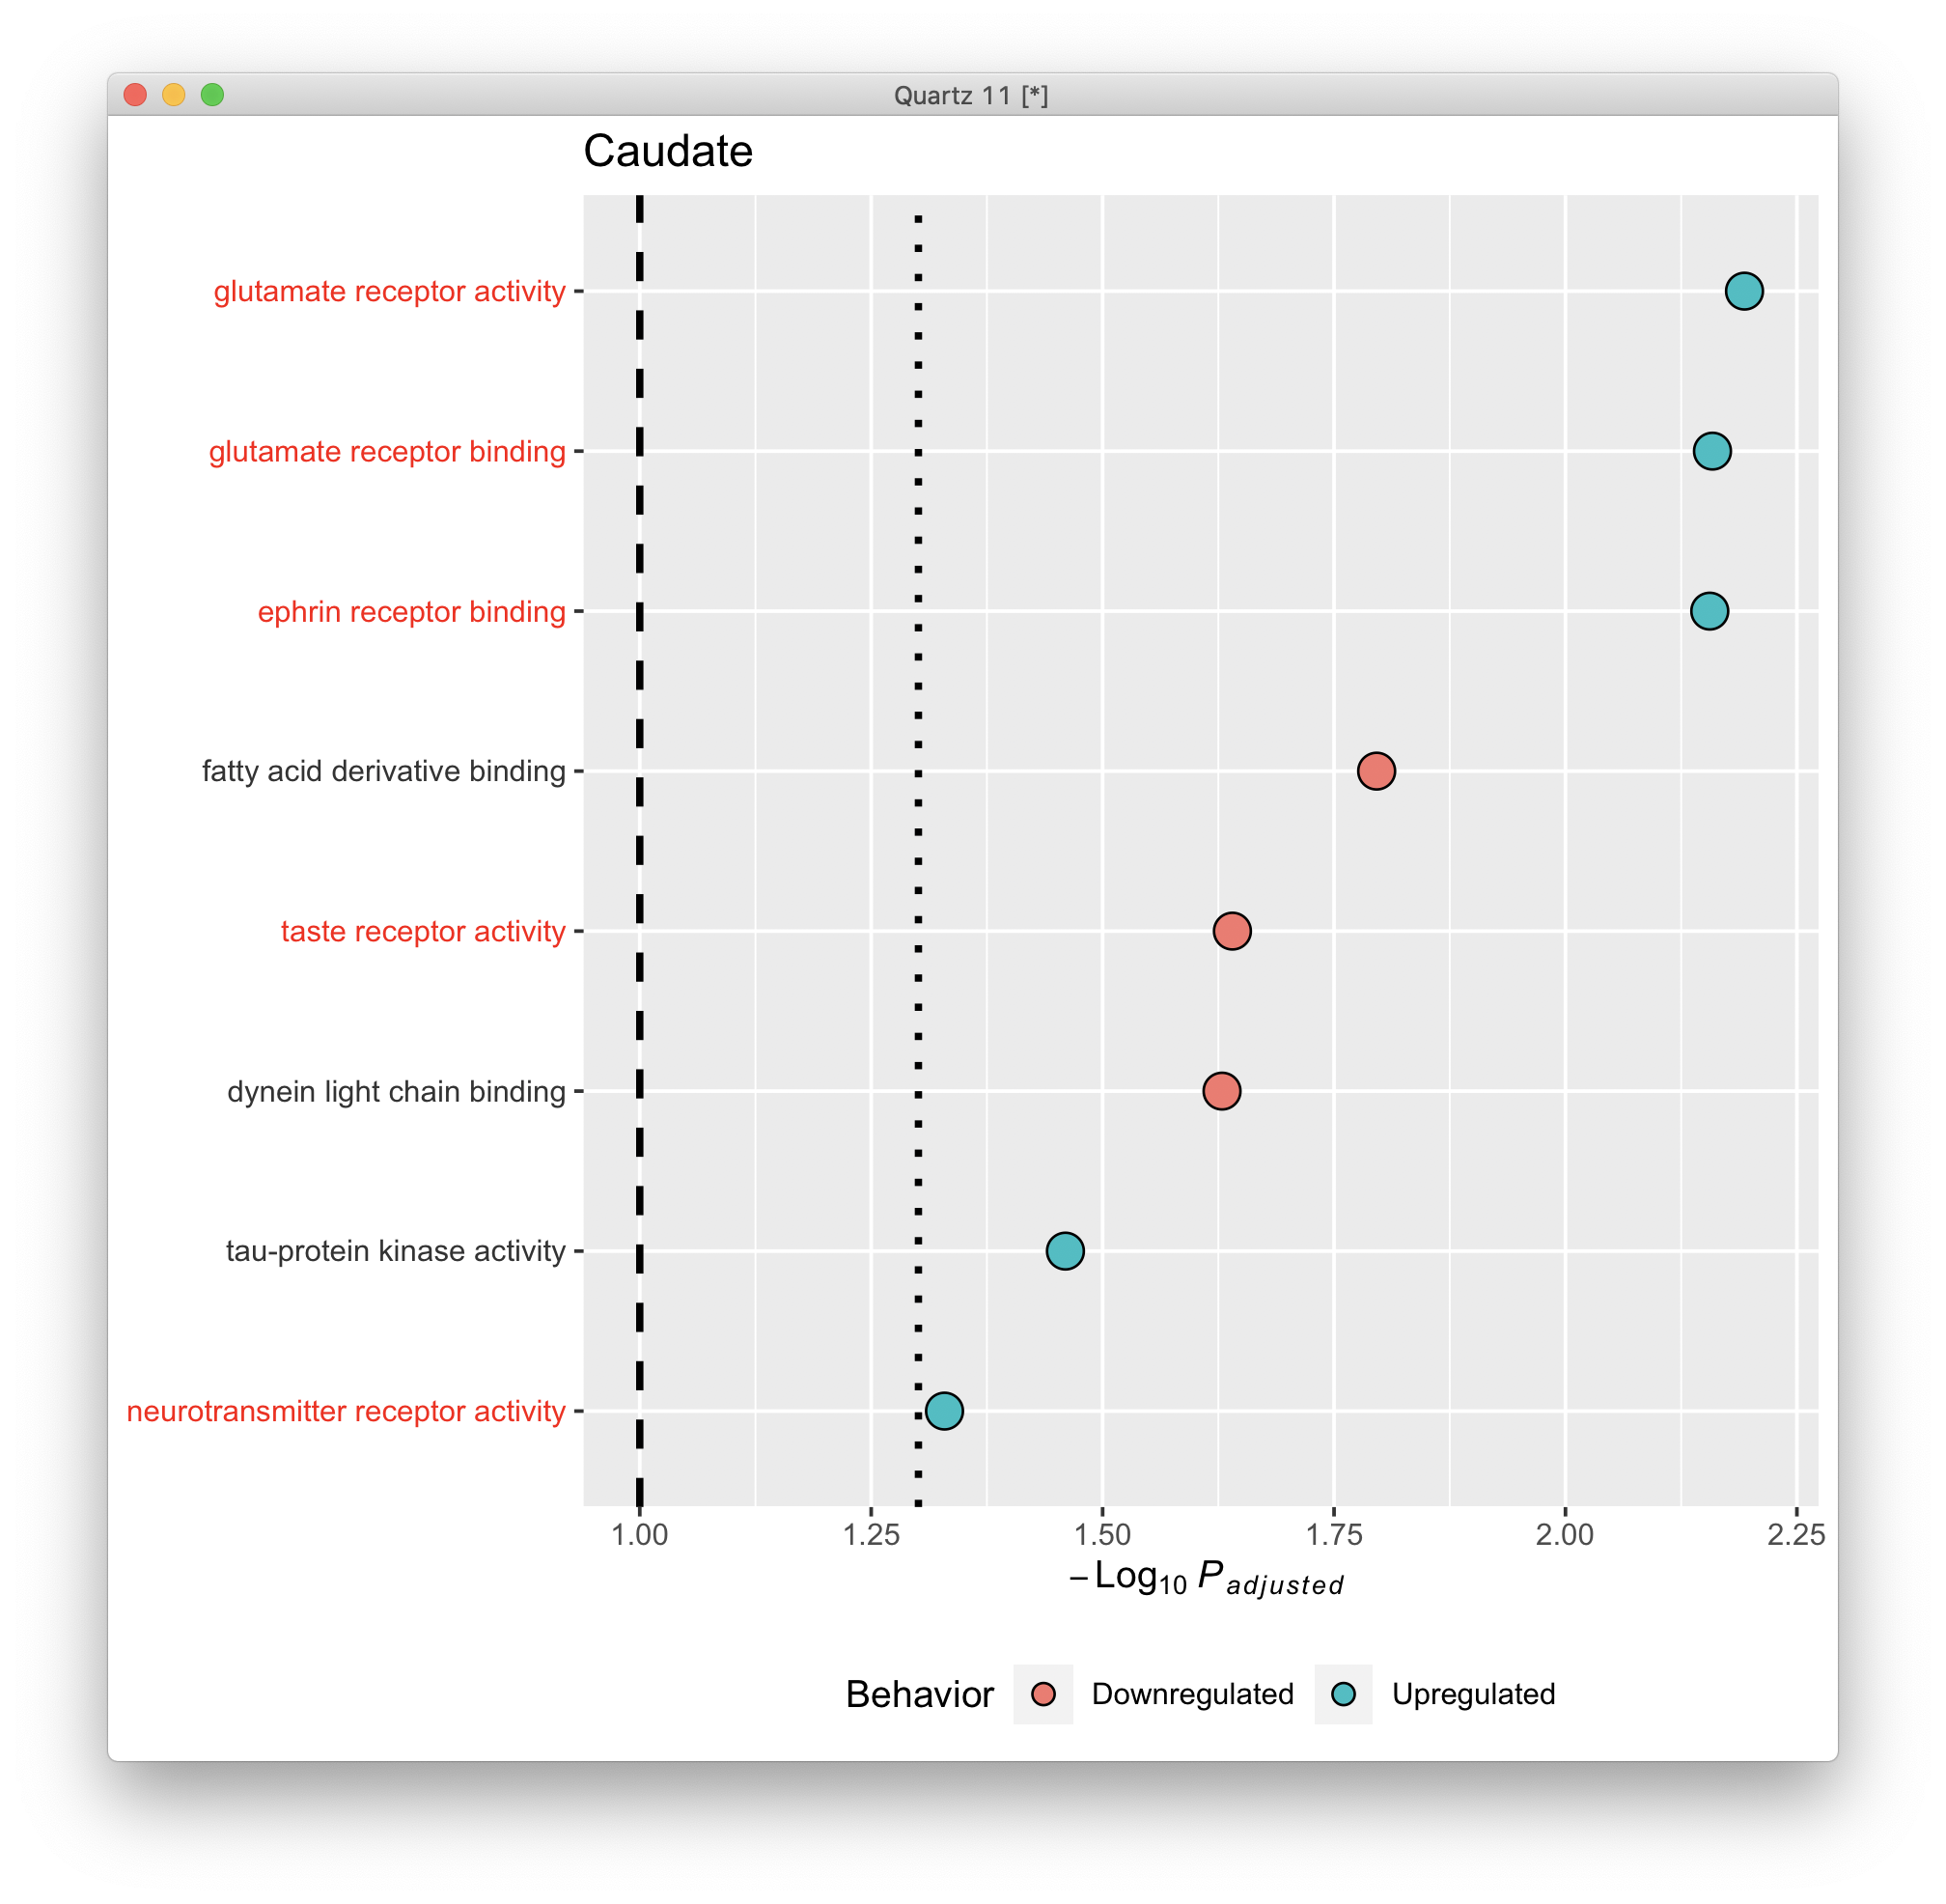 Quartz 11 [*]
Caudate
glutamate receptor activity
glutamate receptor binding
ephrin receptor binding
fatty acid derivative binding
taste receptor activity
dynein light chain binding
tau-protein kinase activity
neurotransmitter receptor activity
1.00 1.25 1.50 1.75 2.00 2.25
−Log10 Padjusted
Behavior Downregulated Upregulated